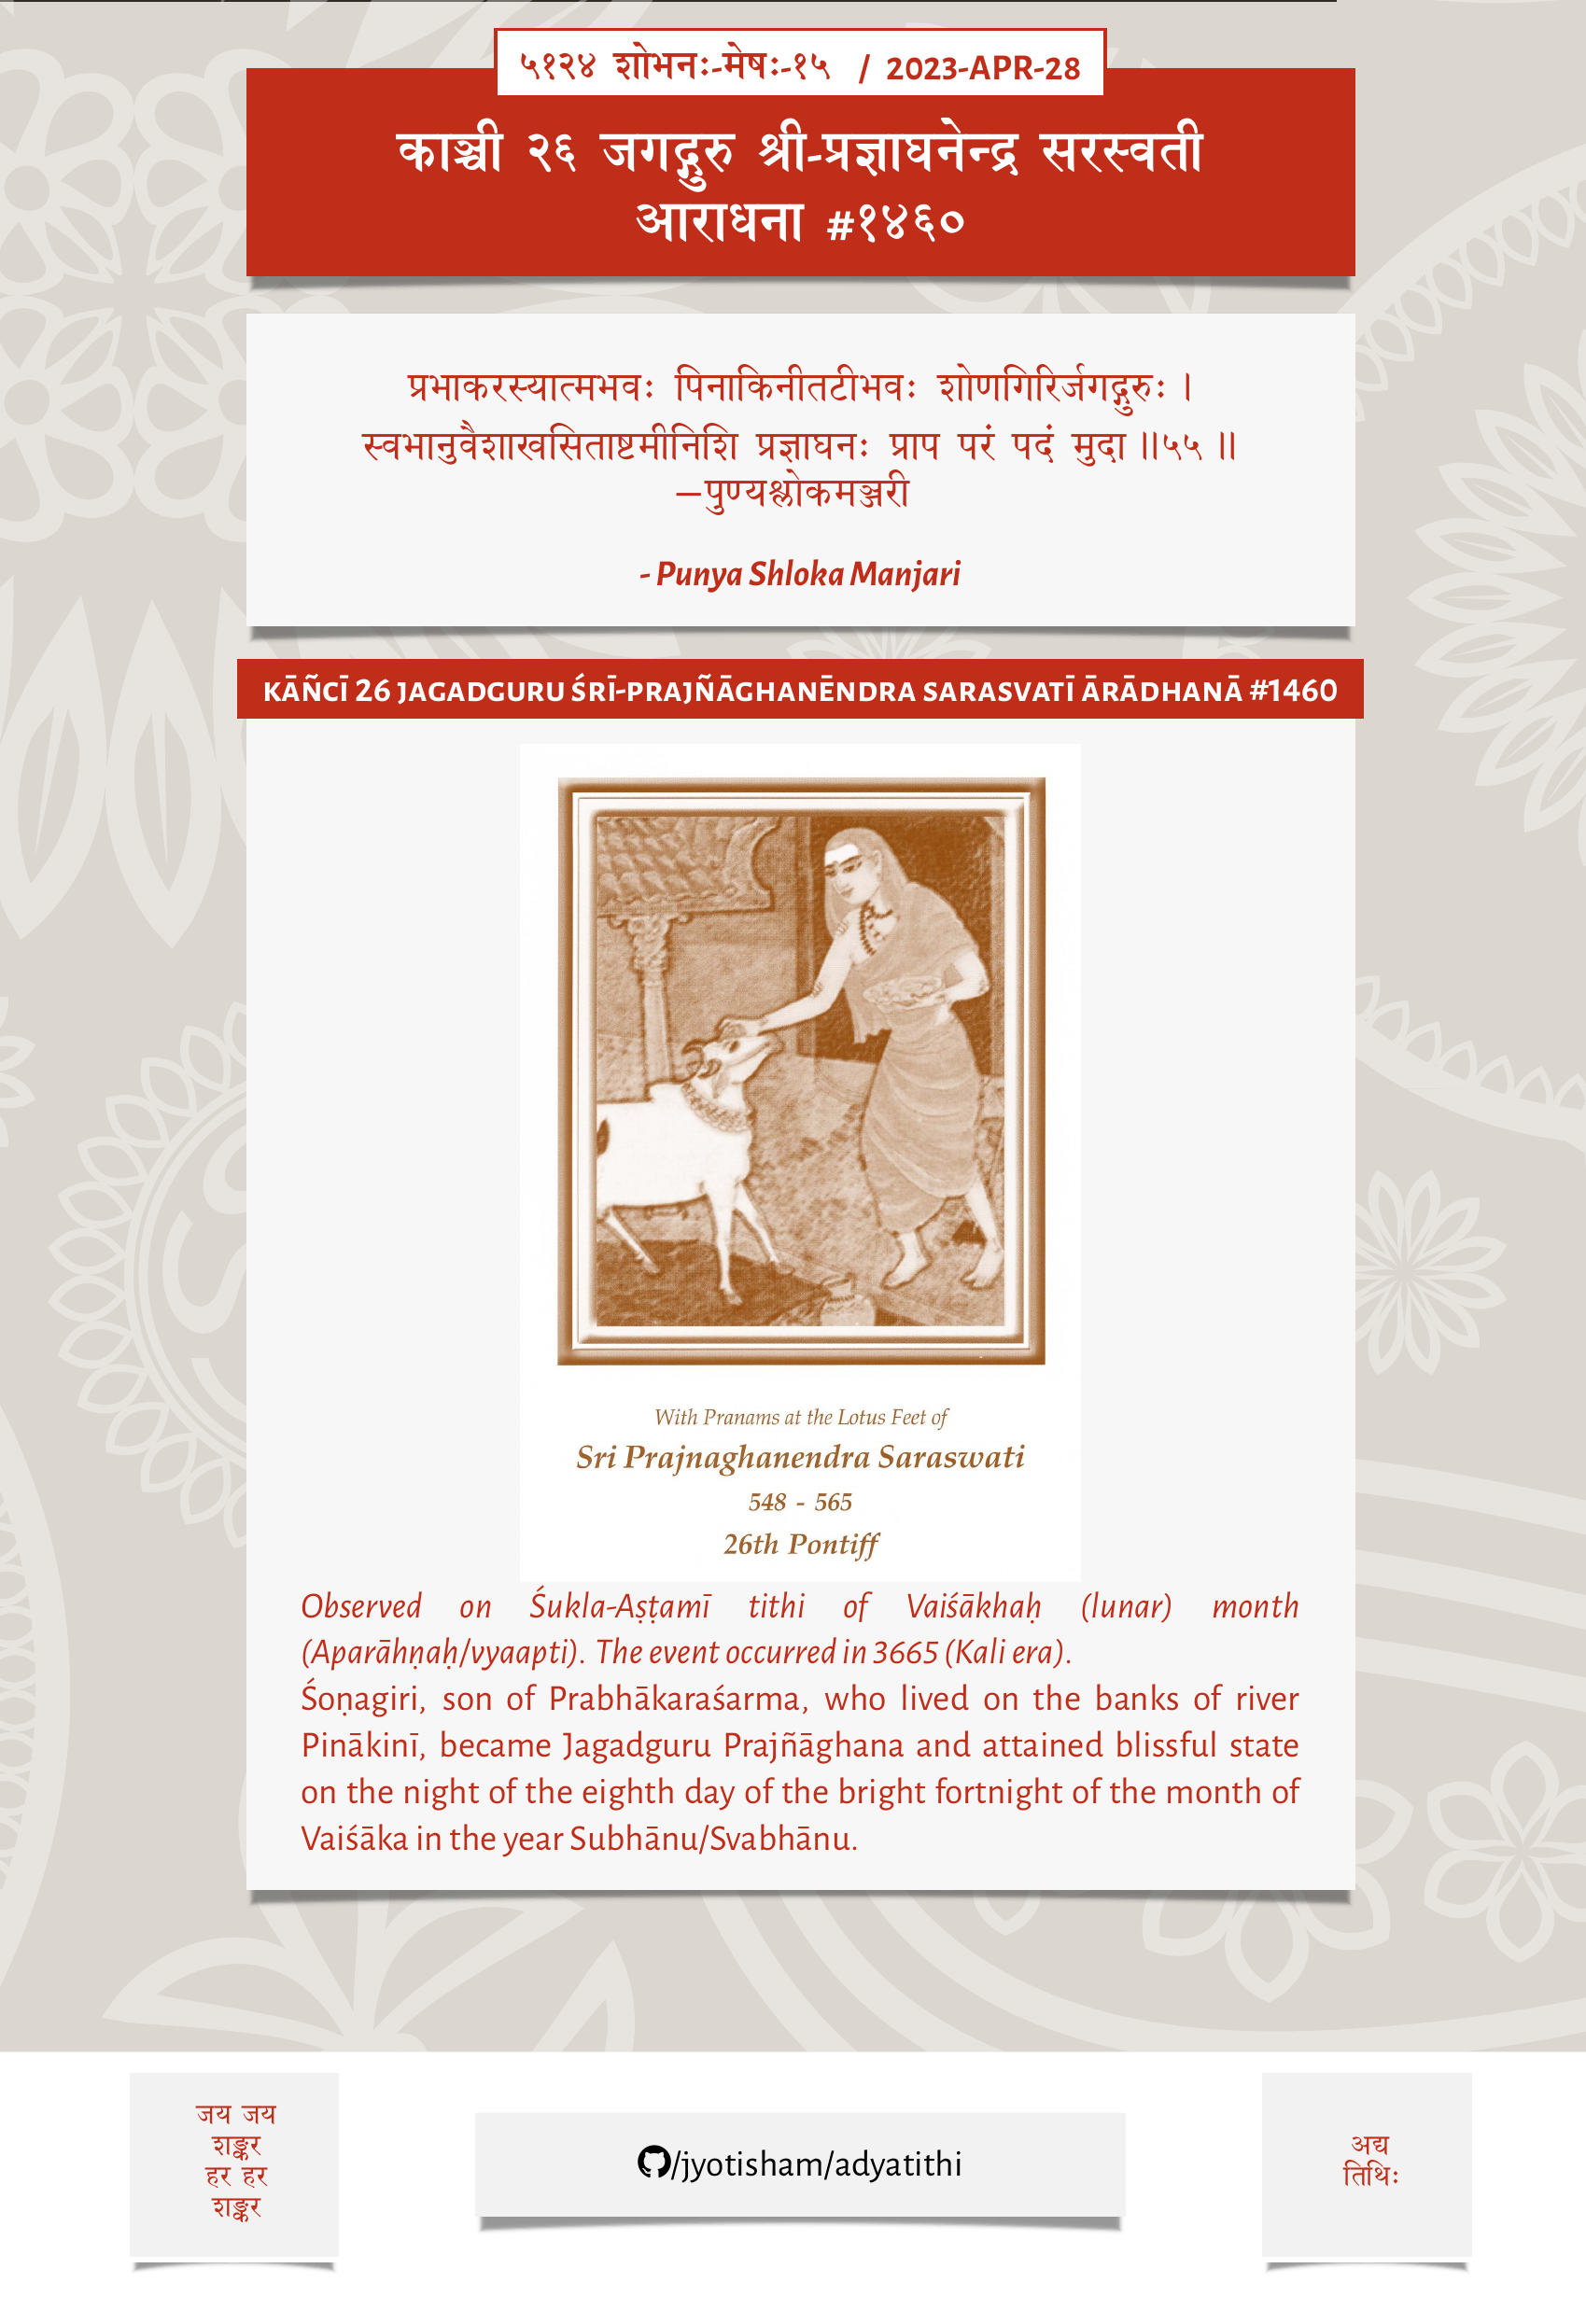 ५१२४ शोभनः-मेषः-१५ / 2023-APR-28
काञ्ची २६ जगद्गुरु श्री-प्रज्ञाघनेन्द्र सरस्वती
आराधना #१४६०
प्रभाकरस्यात्मभवः पिनाकिनीतटीभवः शोणगिरिर्जगद्गुरुः ।
स्वभानुवैशाखसिताष्टमीनिशि प्रज्ञाघनः प्राप परं पदं मुदा ॥५५ ॥
—पुण्यश्लोकमञ्जरी
- Punya Shloka Manjari
KĀÑCĪ 26 JAGADGURU ŚRĪ-PRAJÑĀGHANĒNDRA SARASVATĪ ĀRĀDHANĀ #1460
With Pranams at the Lotus Feet of
Sri Prajnaghanendra Saraswati
548 - 565
26th Pontiff
Observed on Śukla-Aṣṭamī tithi of Vaiśākhaḥ (lunar) month
(Aparāhṇaḥ/vyaapti). The event occurred in 3665 (Kali era).
Śoṇagiri, son of Prabhākaraśarma, who lived on the banks of river
Pinākinī, became Jagadguru Prajñāghana and attained blissful state
on the night of the eighth day of the bright fortnight of the month of
Vaiśāka in the year Subhānu/Svabhānu.
जय जय
शङ्कर
हर हर
शङ्कर
/jyotisham/adyatithi
अद्य
तिथिः